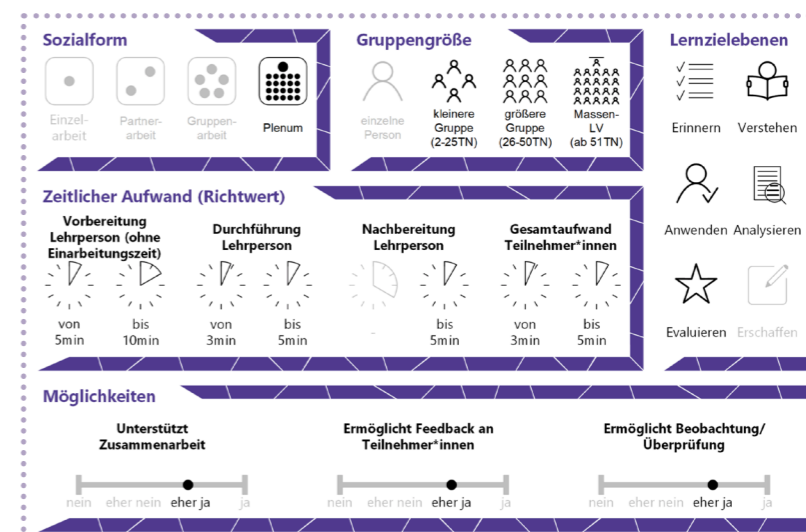 Sozialform
Einzel-
arbeit
Partner-
arbeit
Gruppen-
arbeit
Plenum
Gruppengröße
einzelne
Person
kleinere
Gruppe
(2-25TN)
größere
Gruppe
(26-50TN)
Massen-
LV
(ab 51TN)
Lernzielebenen
Erinnern
Verstehen
Anwenden
Analysieren
Evaluieren
Erschaffen
Zeitlicher Aufwand (Richtwert)
Vorbereitung
Lehrperson (ohne
Einarbeitungszeit)
von
5min
bis
10min
Durchführung
Lehrperson
von
3min
bis
5min
Nachbereitung
Lehrperson
-
bis
5min
Gesamtaufwand
Teilnehmer*innen
von
3min
bis
5min
Möglichkeiten
Unterstützt
Zusammenarbeit
nein eher nein eher ja ja
Ermöglicht Feedback an
Teilnehmer*innen
nein eher nein eher ja ja
Ermöglicht Beobachtung/
Überprüfung
nein eher nein eher ja ja